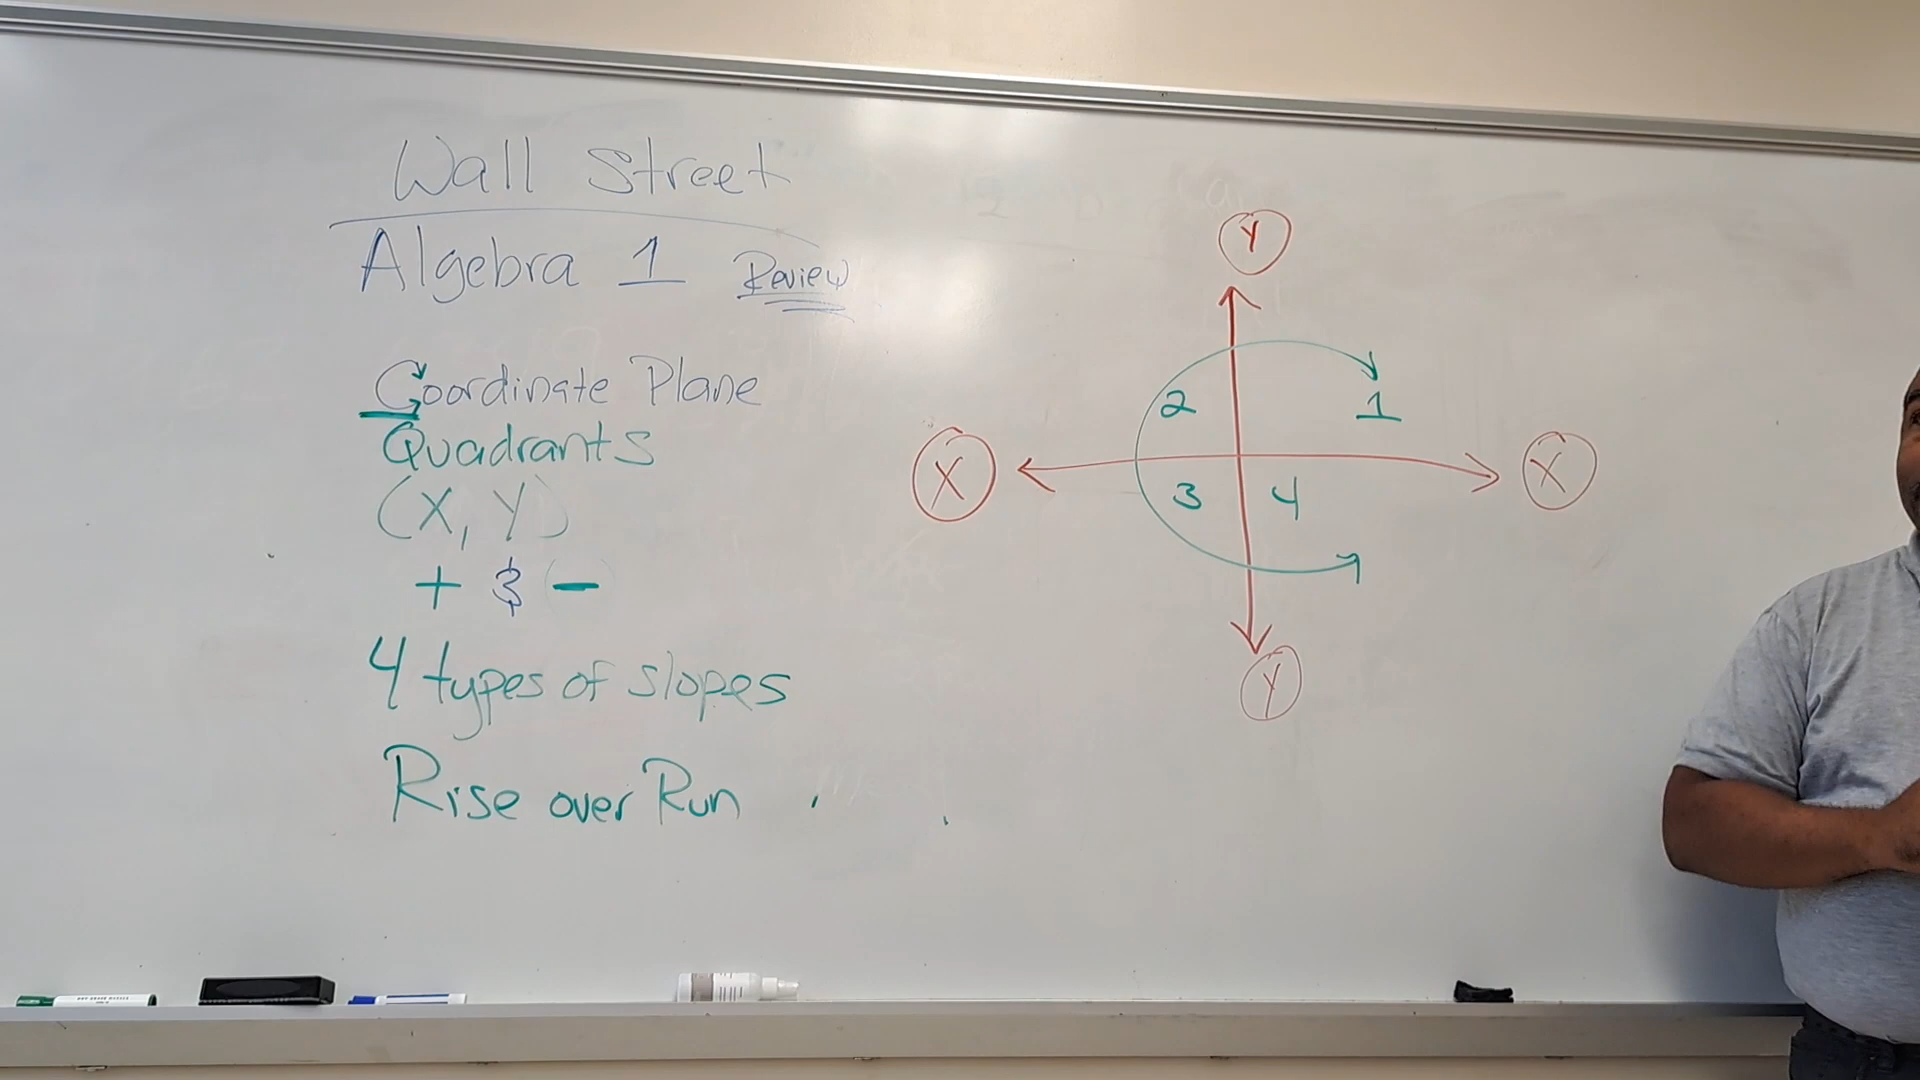 Wall Street
Algebra 1 Review
Coordinate Plane
Quadrants
(X, Y)
+ & -
4 types of slopes
Rise over Run
Y
2 1
X X
3 4
Y